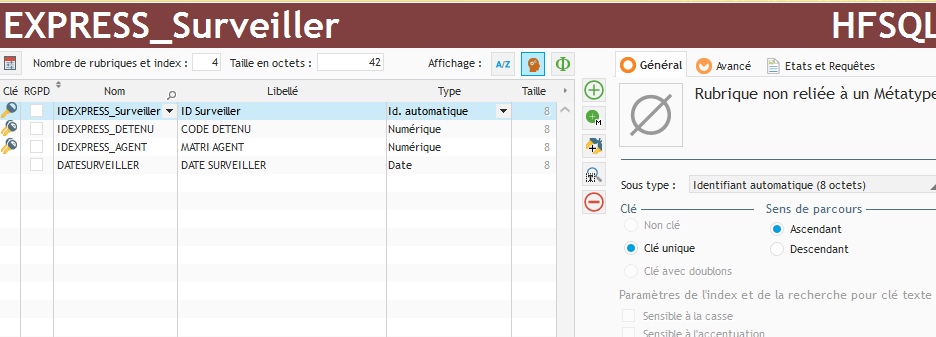 EXPRESS_Surveiller HFSQL
Nombre de rubriques et index : 4 Taille en octets : 42 Affichage : A/Z
Général Avancé Etats et Requêtes
Clé RGPD Nom Libellé Type Taille
IDEXPRESS_Surveiller ID Surveiller Id. automatique 8
IDEXPRESS_DETENU CODE DETENU Numérique 8
IDEXPRESS_AGENT MATRI AGENT Numérique 8
DATESURVEILLER DATE SURVEILLER Date 8
Rubrique non reliée à un Métatype
Sous type : Identifiant automatique (8 octets)
Clé Sens de parcours
Non clé Ascendant
Clé unique Descendant
Clé avec doublons
Paramètres de l'index et de la recherche pour clé texte
Sensible à la casse
Sensible à l'accentuation